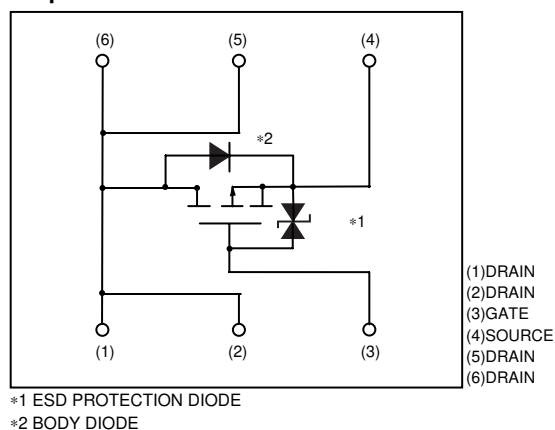 (6) (5) (4)
∗2
∗1
(1) (2) (3)
(1)DRAIN
(2)DRAIN
(3)GATE
(4)SOURCE
(5)DRAIN
(6)DRAIN
∗1 ESD PROTECTION DIODE
∗2 BODY DIODE